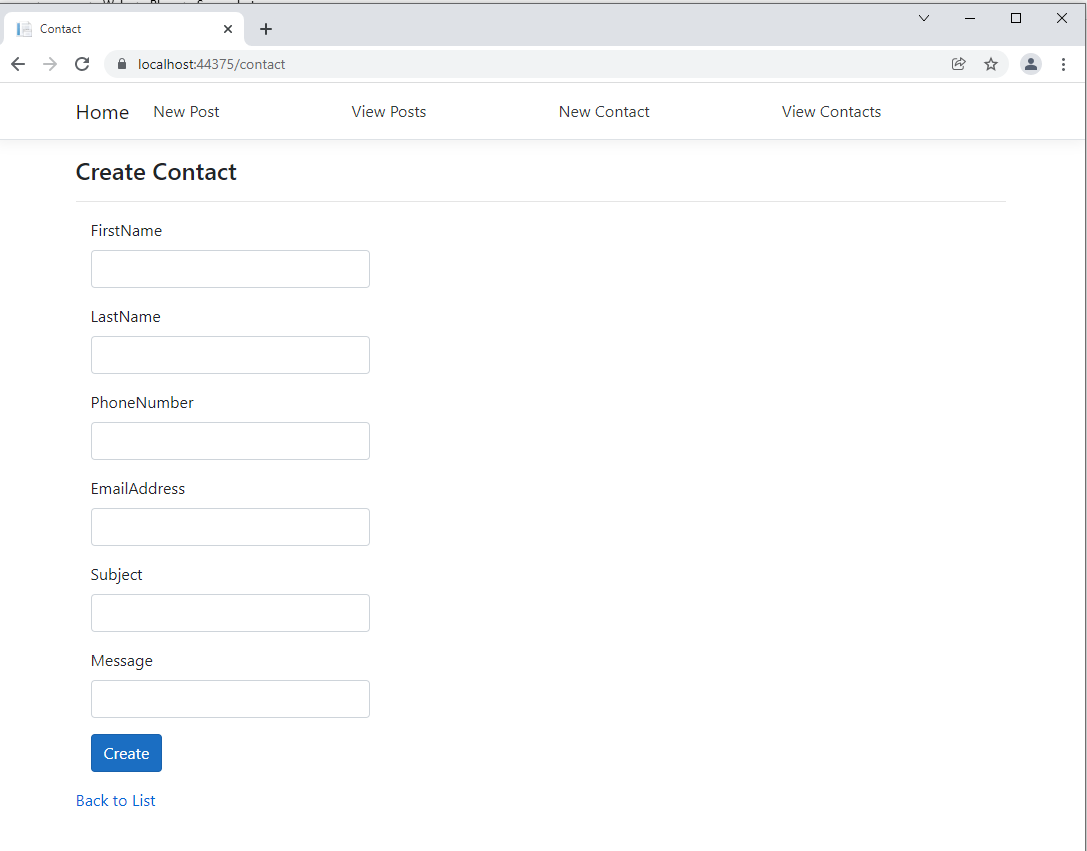 Contact
localhost:44375/contact
Home New Post View Posts New Contact View Contacts
Create Contact
FirstName
LastName
PhoneNumber
EmailAddress
Subject
Message
Create
Back to List